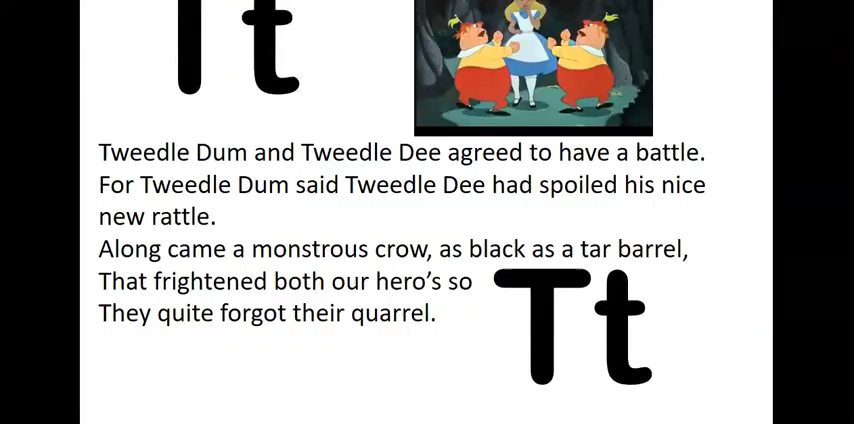 Tt
Tweedle Dum and Tweedle Dee agreed to have a battle.
For Tweedle Dum said Tweedle Dee had spoiled his nice
new rattle.
Along came a monstrous crow, as black as a tar barrel,
That frightened both our hero’s so
They quite forgot their quarrel.
Tt